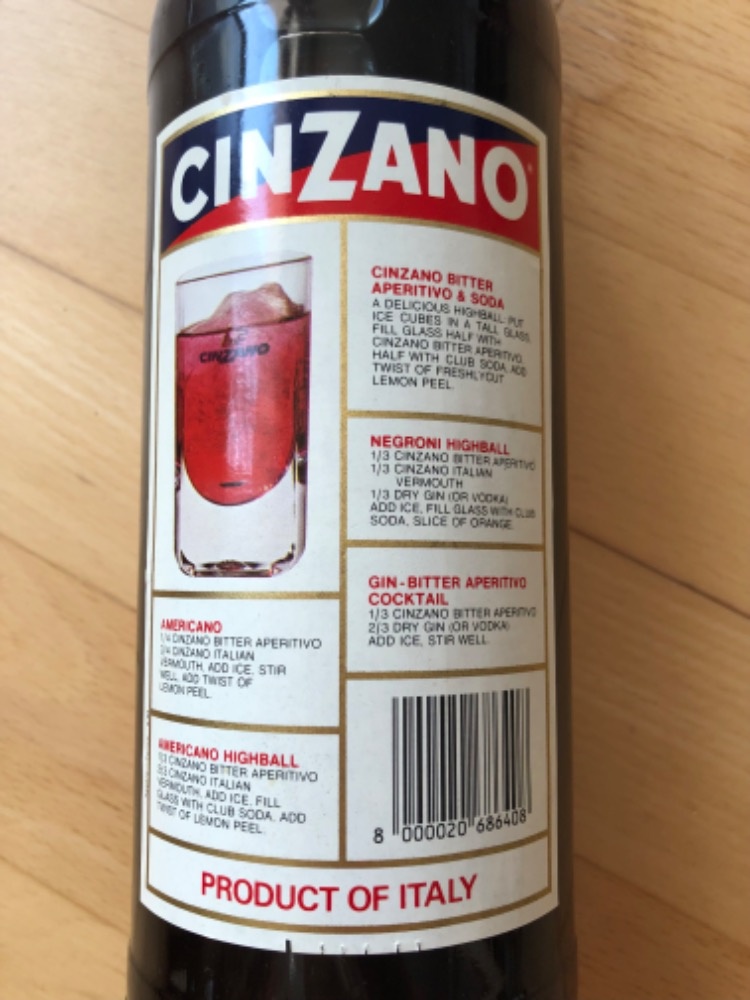 CINZANO
CINZANO
AMERICANO
1/4 CINZANO BITTER APERITIVO
3/4 CINZANO ITALIAN
VERMOUTH, ADD ICE, STIR
WELL, ADD TWIST OF
LEMON PEEL.
AMERICANO HIGHBALL
1/3 CINZANO BITTER APERITIVO
2/3 CINZANO ITALIAN
VERMOUTH, ADD ICE, FILL
GLASS WITH CLUB SODA, ADD
TWIST OF LEMON PEEL.
CINZANO BITTER
APERITIVO & SODA
A DELICIOUS HIGHBALL: PUT
ICE CUBES IN A TALL GLASS,
FILL GLASS HALF WITH
CINZANO BITTER APERITIVO,
HALF WITH CLUB SODA, ADD
TWIST OF FRESHLY CUT
LEMON PEEL.
NEGRONI HIGHBALL
1/3 CINZANO BITTER APERITIVO
1/3 CINZANO ITALIAN
VERMOUTH
1/3 DRY GIN (OR VODKA)
ADD ICE, FILL GLASS WITH CLUB
SODA, SLICE OF ORANGE.
GIN-BITTER APERITIVO
COCKTAIL
1/3 CINZANO BITTER APERITIVO
2/3 DRY GIN (OR VODKA)
ADD ICE, STIR WELL.
8 000020 686408
PRODUCT OF ITALY